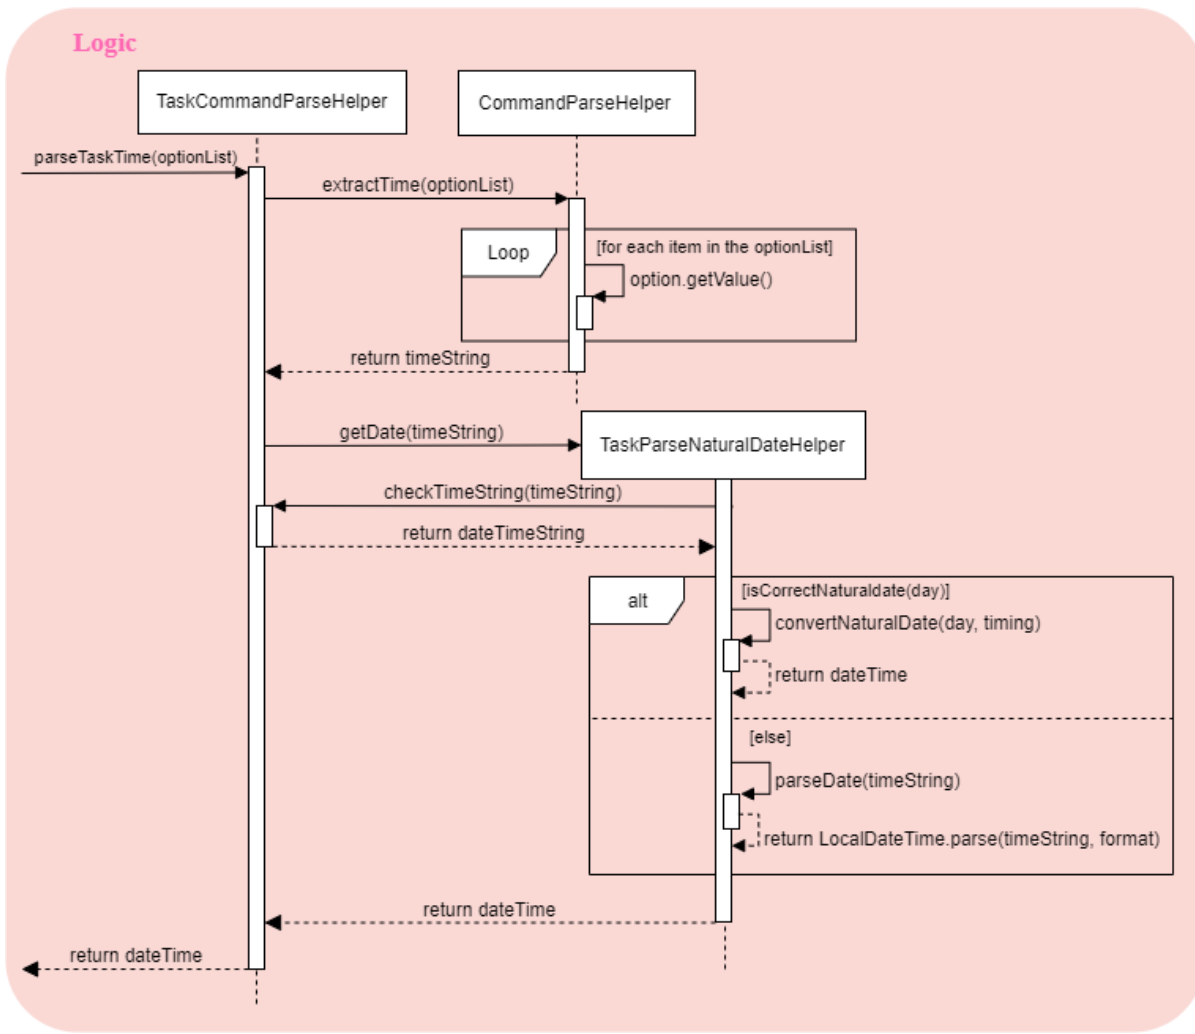 Logic
TaskCommandParseHelper
CommandParseHelper
parseTaskTime(optionList)
extractTime(optionList)
Loop
[for each item in the optionList]
option.getValue()
return timeString
getDate(timeString)
TaskParseNaturalDateHelper
checkTimeString(timeString)
return dateTimeString
alt
[isCorrectNaturaldate(day)]
convertNaturalDate(day, timing)
return dateTime
[else]
parseDate(timeString)
return LocalDateTime.parse(timeString, format)
return dateTime
return dateTime